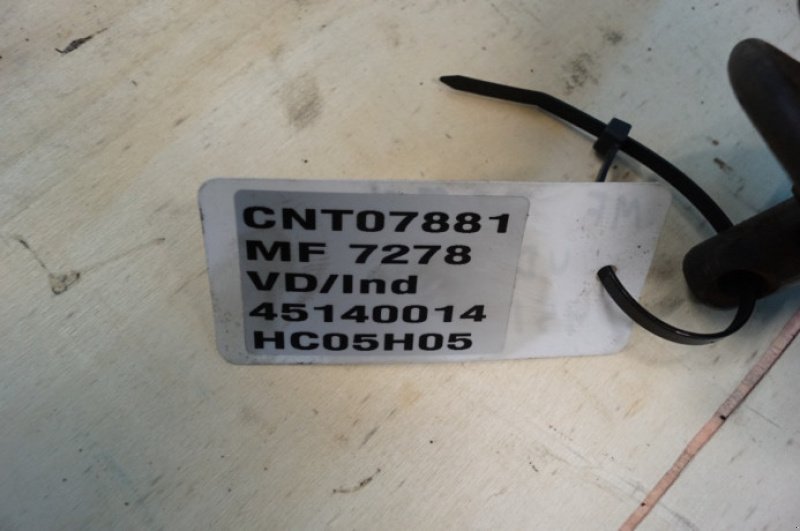 CNT07881
MF 7278
VD/Ind
45140014
HC05H05